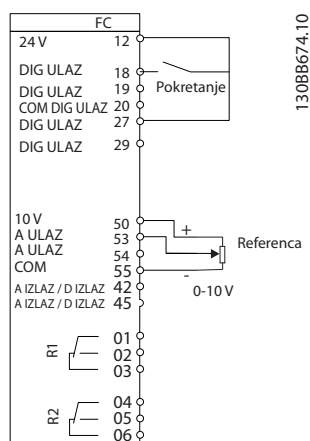 FC
24 V 12
DIG ULAZ 18
DIG ULAZ 19
COM DIG ULAZ 20
DIG ULAZ 27
DIG ULAZ 29
Pokretanje
10 V 50
A ULAZ 53
A ULAZ 54
COM 55
A IZLAZ / D IZLAZ 42
A IZLAZ / D IZLAZ 45
+
-
Referenca
0-10 V
R1
01
02
03
R2
04
05
06
130BB674.10